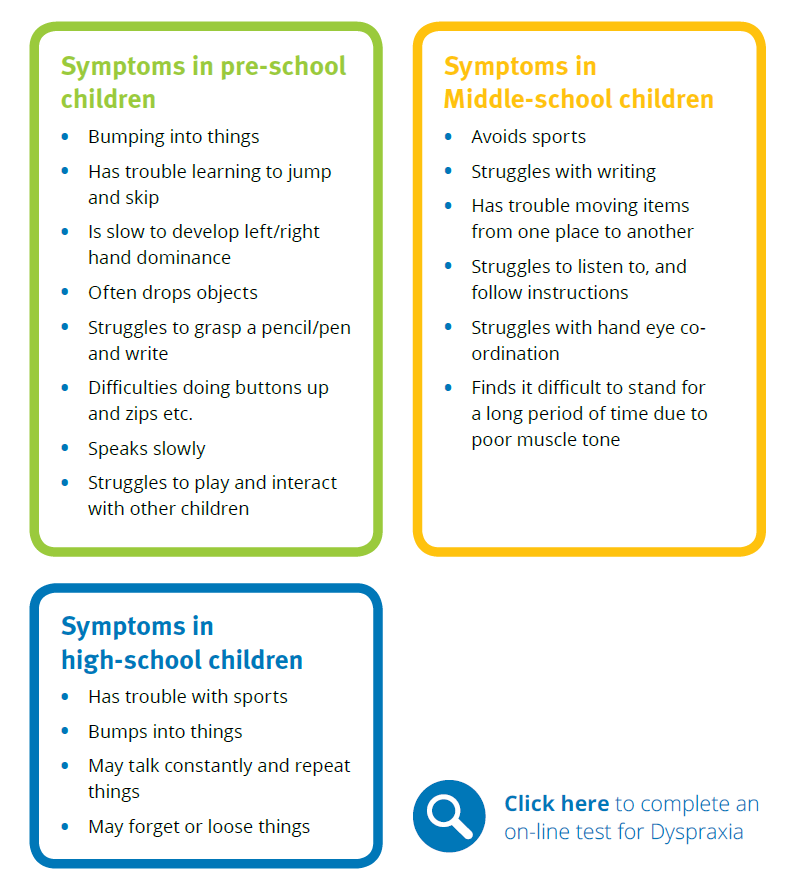 Symptoms in pre-school
children
• Bumping into things
• Has trouble learning to jump
and skip
• Is slow to develop left/right
hand dominance
• Often drops objects
• Struggles to grasp a pencil/pen
and write
• Difficulties doing buttons up
and zips etc.
• Speaks slowly
• Struggles to play and interact
with other children
Symptoms in
Middle-school children
• Avoids sports
• Struggles with writing
• Has trouble moving items
from one place to another
• Struggles to listen to, and
follow instructions
• Struggles with hand eye co-
ordination
• Finds it difficult to stand for
a long period of time due to
poor muscle tone
Symptoms in
high-school children
• Has trouble with sports
• Bumps into things
• May talk constantly and repeat
things
• May forget or loose things
Click here to complete an
on-line test for Dyspraxia